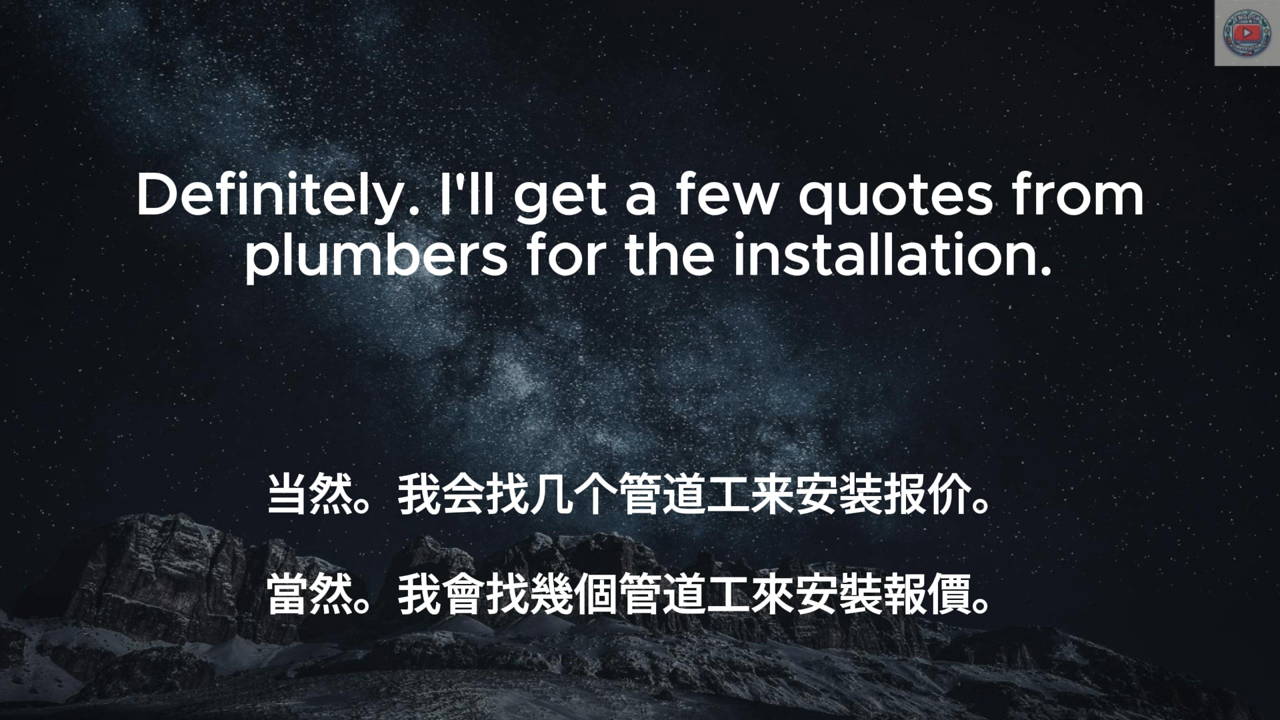 Definitely. I'll get a few quotes from
plumbers for the installation.
当然。我会找几个管道工来安装报价。
當然。我會找幾個管道工來安裝報價。